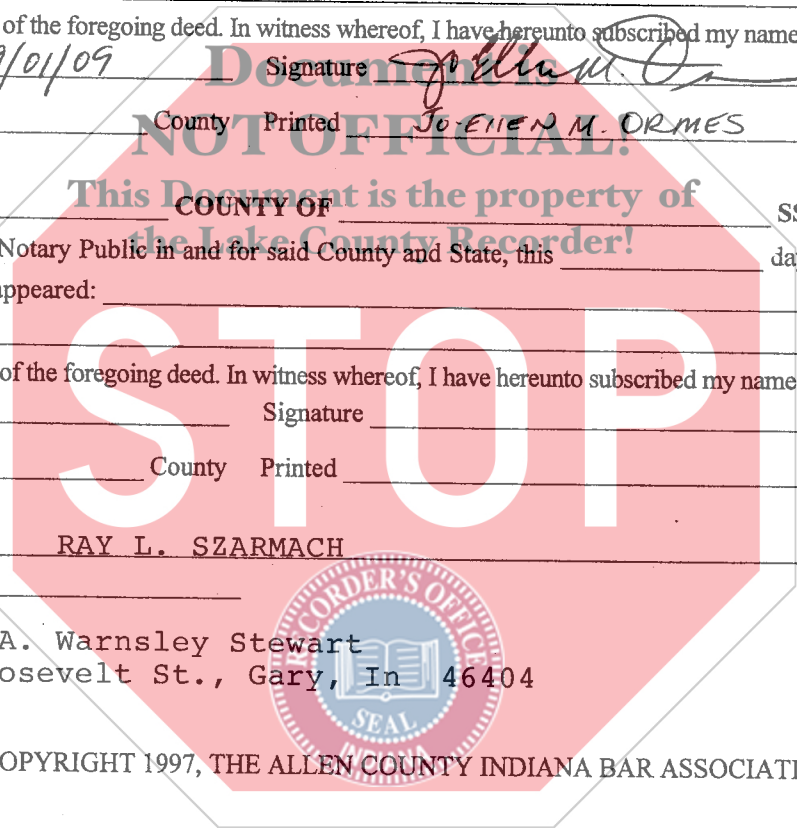 of the foregoing deed. In witness whereof, I have hereunto subscribed my name
/01/09 Signature Jo Ellen M. O
Document is
County Printed Jo-Ellen M. ORMES
NOT OFFICIAL!
This Document is the property of
COUNTY OF SS
the Lake County Recorder!
Notary Public in and for said County and State, this da
ppeared:
STOP
of the foregoing deed. In witness whereof, I have hereunto subscribed my name
Signature
County Printed
RAY L. SZARMACH
RECORDER'S OFFICE
A. Warnsley Stewart
osevelt St., Gary, In 46404
SEAL
INDIANA
OPYRIGHT 1997, THE ALLEN COUNTY INDIANA BAR ASSOCIATI